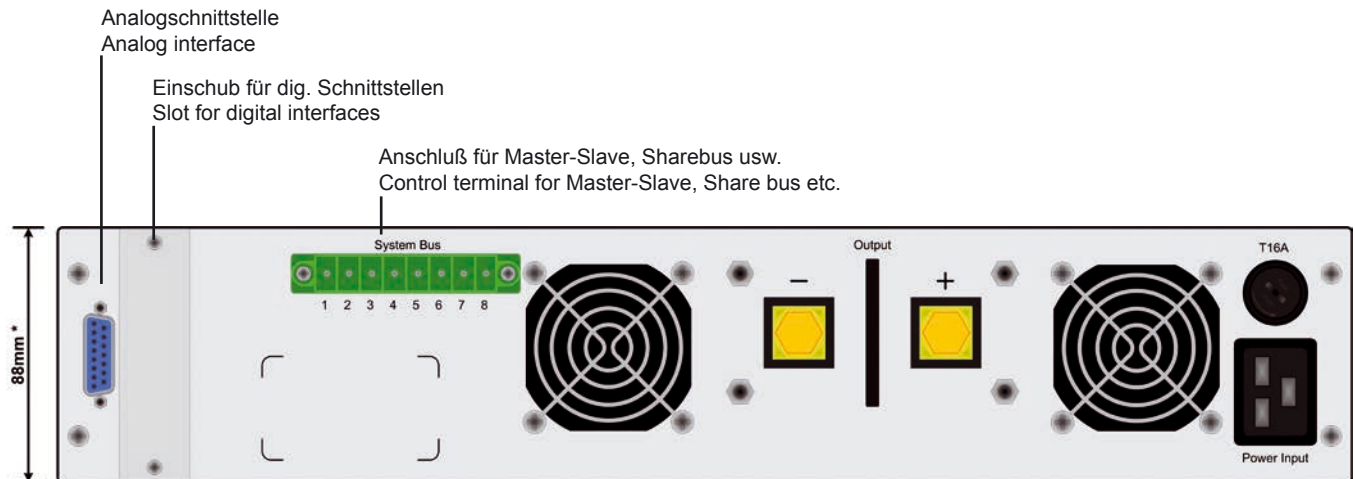 Analogschnittstelle
Analog interface
Einschub für dig. Schnittstellen
Slot for digital interfaces
Anschluß für Master-Slave, Sharebus usw.
Control terminal for Master-Slave, Share bus etc.
System Bus
Output
T16A
1 2 3 4 5 6 7 8
− +
88mm*
Power Input